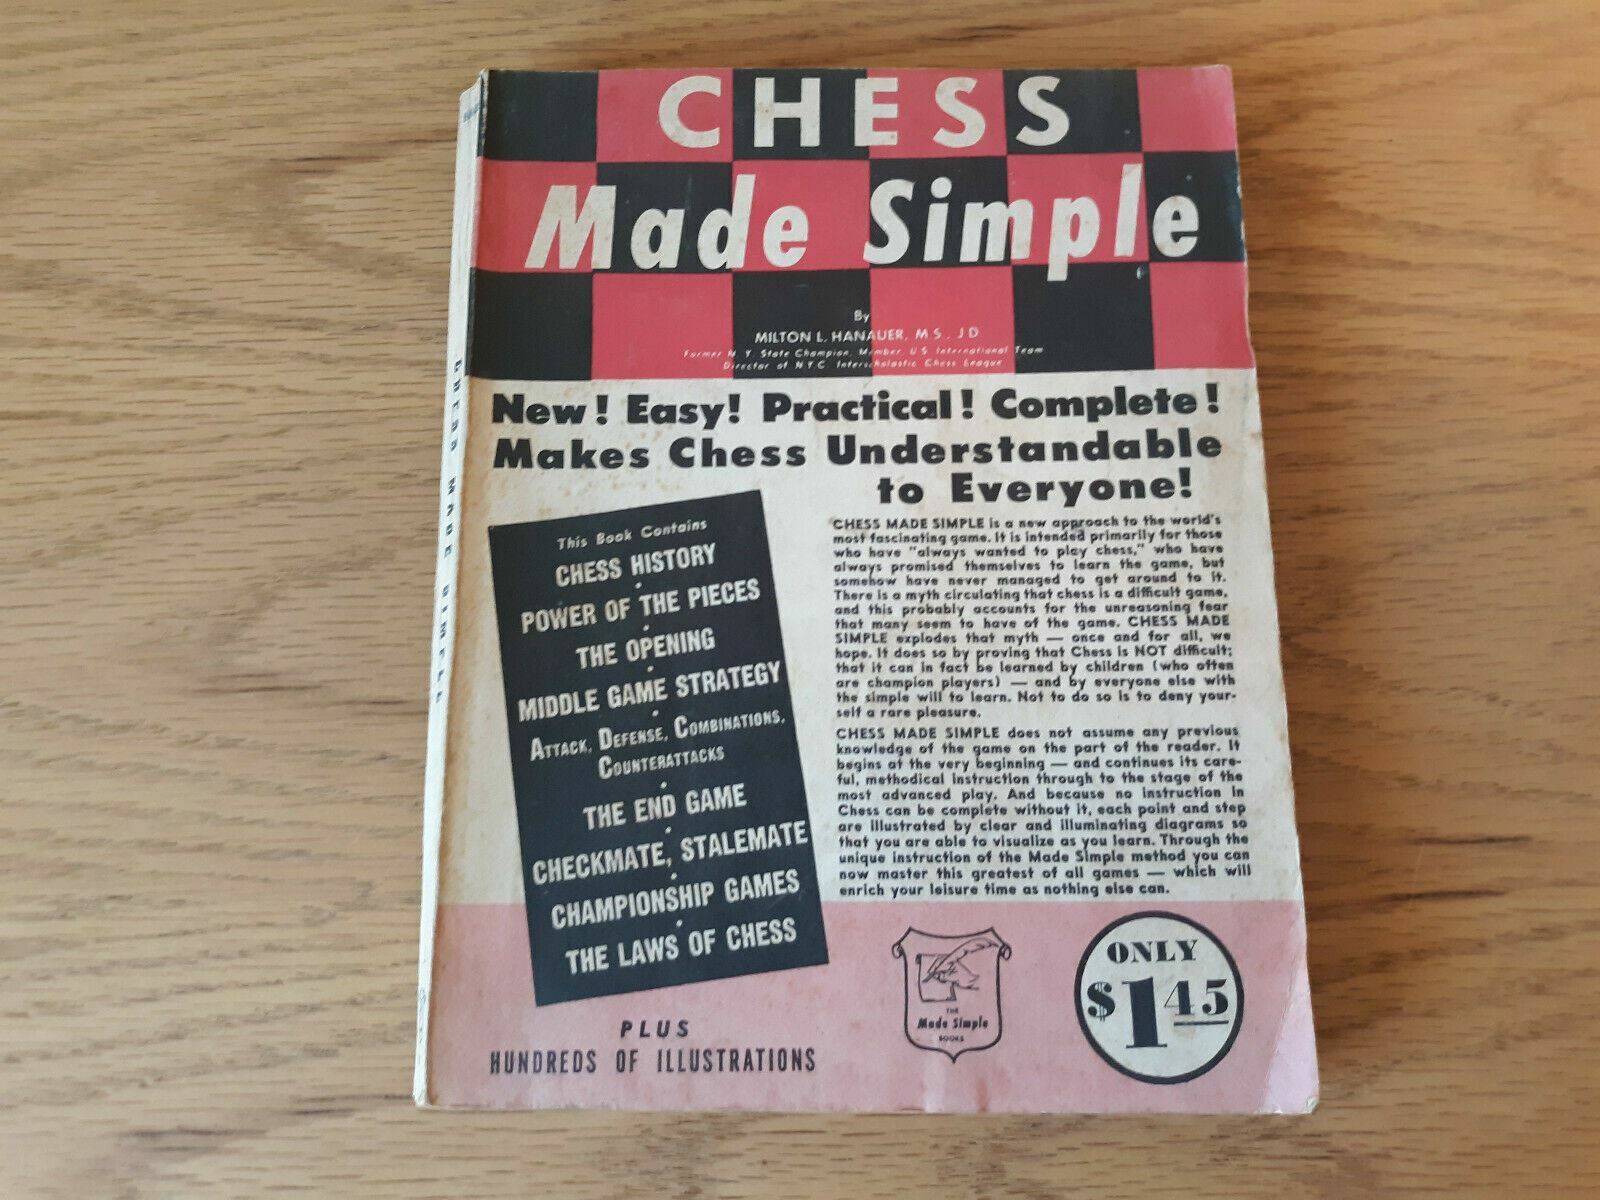 CHESS
Made Simple
By
MILTON L. HANAUER, M.S., J.D
Former N.Y. State Champion, Member, U.S. International Team
Director of N.Y.C. Interscholastic Chess League
New! Easy! Practical! Complete!
Makes Chess Understandable
to Everyone!
This Book Contains
CHESS HISTORY
POWER OF THE PIECES
THE OPENING
MIDDLE GAME STRATEGY
ATTACK, DEFENSE, COMBINATIONS,
COUNTERATTACKS
THE END GAME
CHECKMATE, STALEMATE
CHAMPIONSHIP GAMES
THE LAWS OF CHESS
PLUS
HUNDREDS OF ILLUSTRATIONS
CHESS MADE SIMPLE is a new approach to the world's
most fascinating game. It is intended primarily for those
who have "always wanted to play chess," who have
always promised themselves to learn the game, but
somehow have never managed to get around to it.
There is a myth circulating that chess is a difficult game,
and this probably accounts for the unreasoning fear
that many seem to have of the game. CHESS MADE
SIMPLE explodes that myth — once and for all, we
hope. It does so by proving that Chess is NOT difficult;
that it can in fact be learned by children (who often
are champion players) — and by everyone else with
the simple will to learn. Not to do so is to deny your-
self a rare pleasure.
CHESS MADE SIMPLE does not assume any previous
knowledge of the game on the part of the reader. It
begins at the very beginning — and continues its care-
ful, methodical instruction through to the stage of the
most advanced play. And because no instruction in
Chess can be complete without it, each point and step
are illustrated by clear and illuminating diagrams so
that you are able to visualize as you learn. Through the
unique instruction of the Made Simple method you can
now master this greatest of all games — which will
enrich your leisure time as nothing else can.
THE
Made Simple
BOOKS
ONLY
$1.45
CHESS MADE SIMPLE